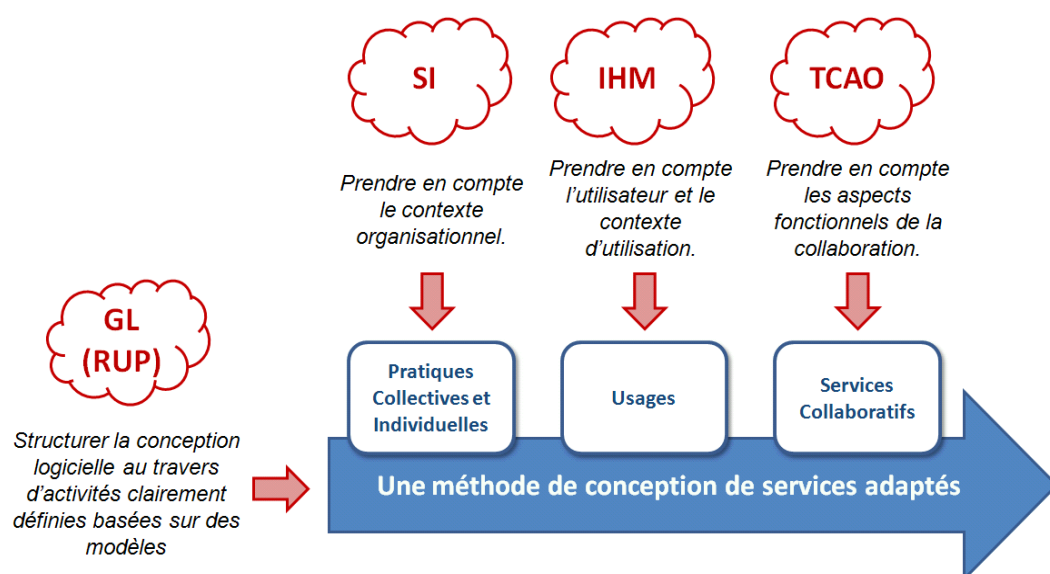 SI
IHM
TCAO
Prendre en compte
le contexte
organisationnel.
Prendre en compte
l’utilisateur et le
contexte
d’utilisation.
Prendre en compte
les aspects
fonctionnels de la
collaboration.
GL
(RUP)
Structurer la conception
logicielle au travers
d’activités clairement
définies basées sur des
modèles
Pratiques
Collectives et
Individuelles
Usages
Services
Collaboratifs
Une méthode de conception de services adaptés